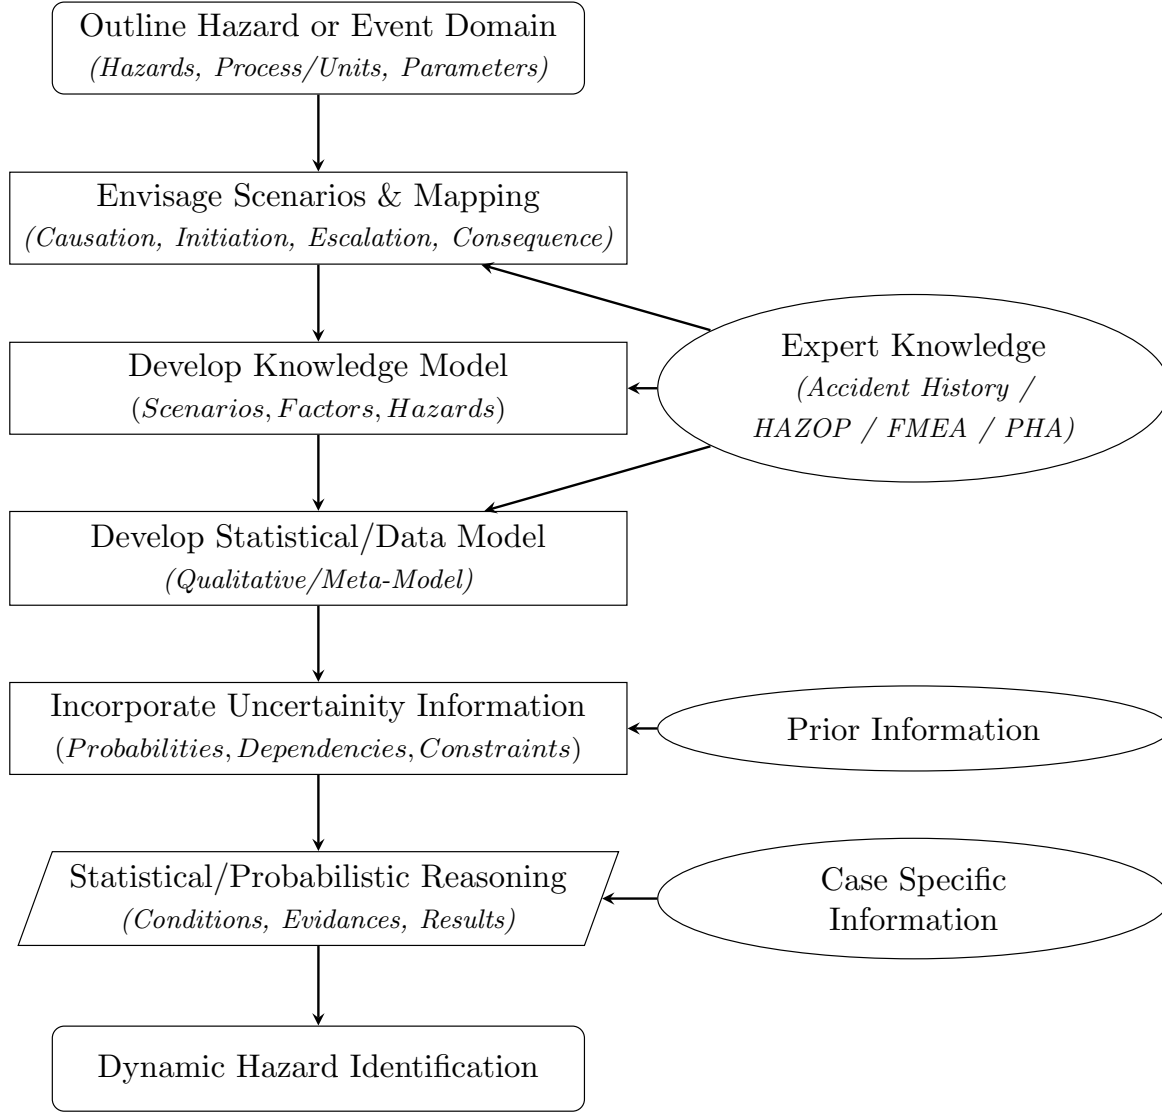 Outline Hazard or Event Domain
(Hazards, Process/Units, Parameters)
Envisage Scenarios & Mapping
(Causation, Initiation, Escalation, Consequence)
Develop Knowledge Model
(Scenarios, Factors, Hazards)
Expert Knowledge
(Accident History /
HAZOP / FMEA / PHA)
Develop Statistical/Data Model
(Qualitative/Meta-Model)
Incorporate Uncertainity Information
(Probabilities, Dependencies, Constraints)
Prior Information
Statistical/Probabilistic Reasoning
(Conditions, Evidances, Results)
Case Specific
Information
Dynamic Hazard Identification